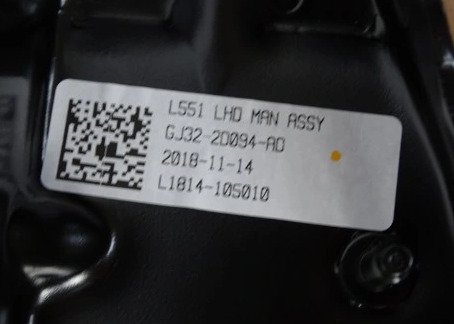 L551 LHD MAN ASSY
GJ32-2D094-AD
2018-11-14
L1814-105010